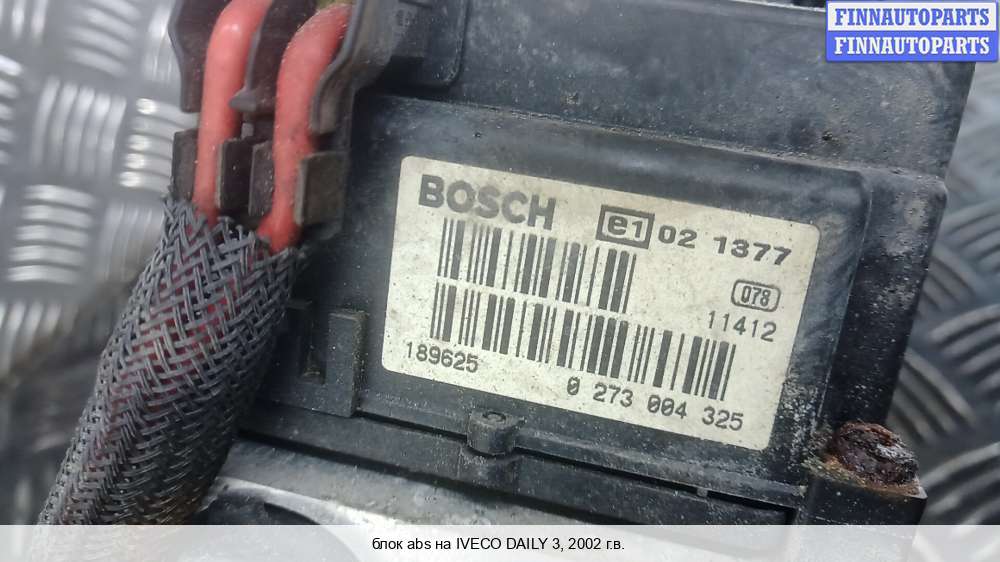 FINNAUTOPARTS
FINNAUTOPARTS
BOSCH
e1 02 1377
078
11412
189625
0 273 004 325
блок abs на IVECO DAILY 3, 2002 г.в.